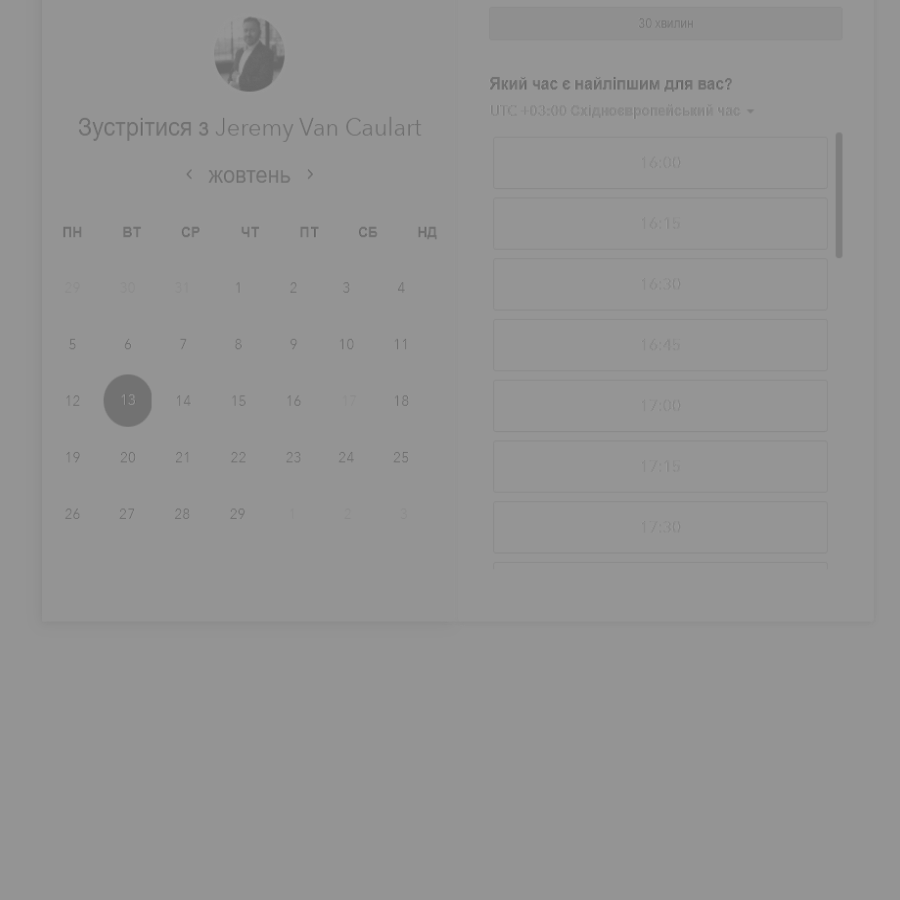 Зустрітися з Jeremy Van Caulart
жовтень
ПН ВТ СР ЧТ ПТ СБ НД
29 30 31 1 2 3 4
5 6 7 8 9 10 11
12 13 14 15 16 17 18
19 20 21 22 23 24 25
26 27 28 29 1 2 3
30 хвилин
Який час є найліпшим для вас?
UTC +03:00 Східноєвропейський час
16:00
16:15
16:30
16:45
17:00
17:15
17:30